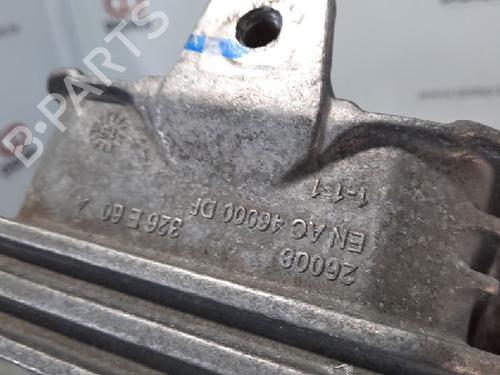 1-1-1
26008
EN AC 46000 DF
326 E 60
B-PARTS